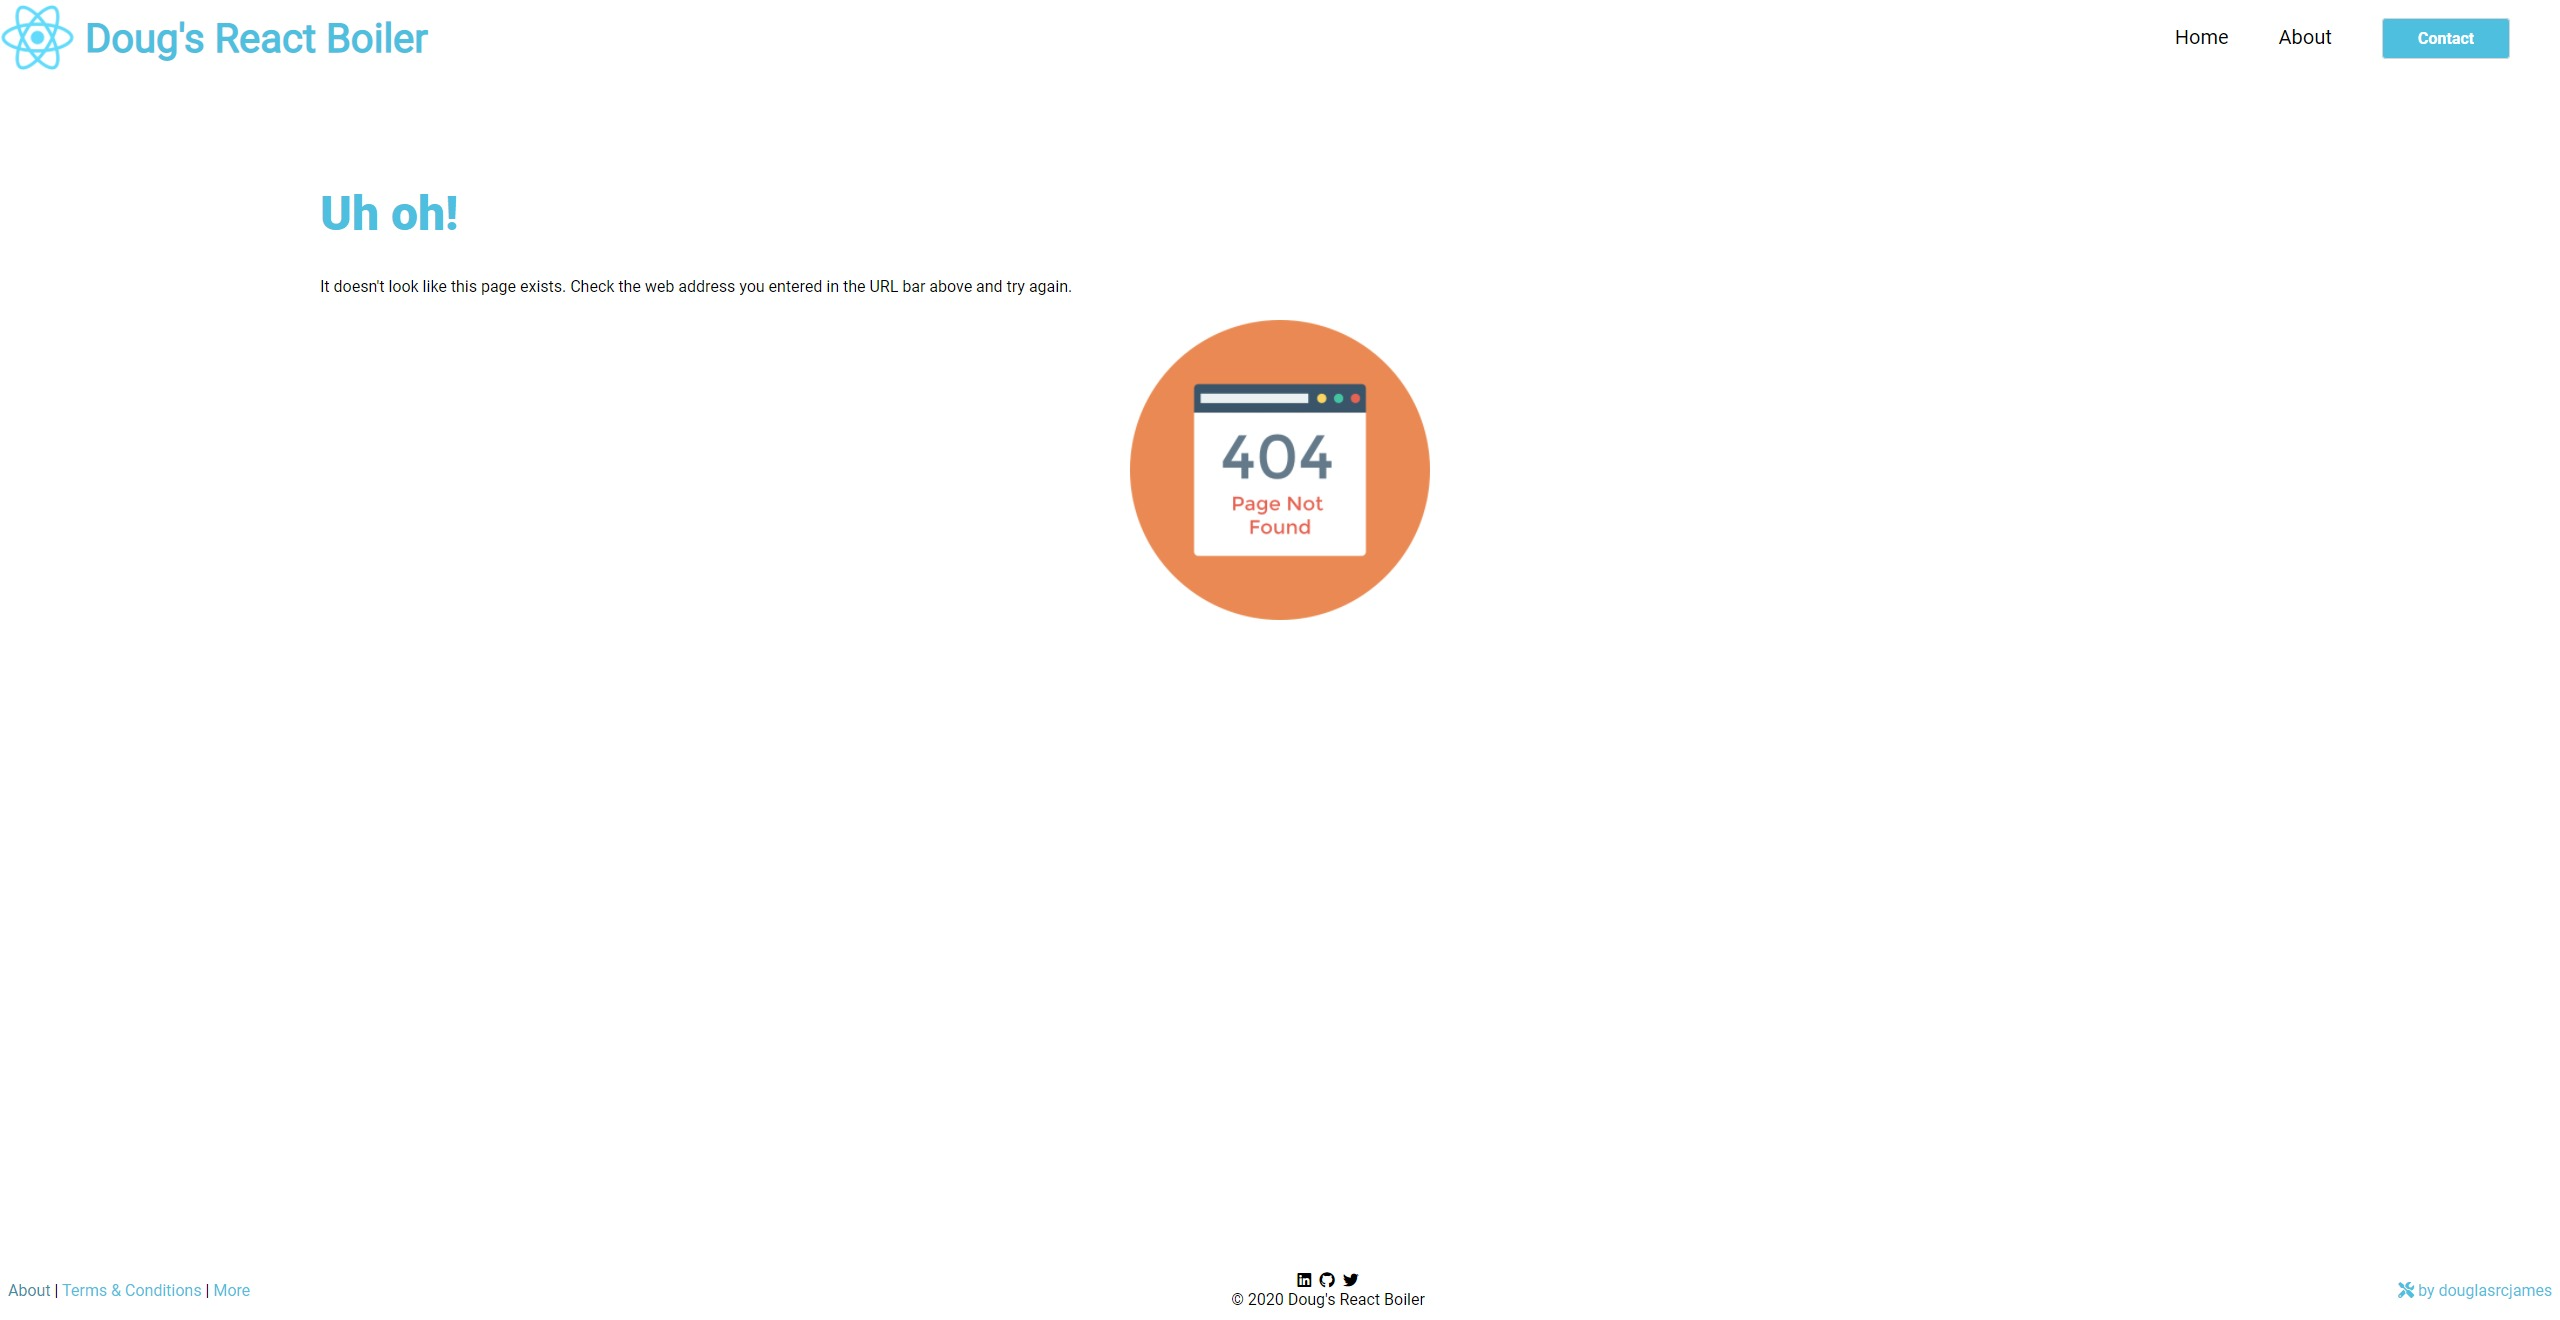 Doug's React Boiler
Home About Contact
Uh oh!
It doesn't look like this page exists. Check the web address you entered in the URL bar above and try again.
404
Page Not
Found
About | Terms & Conditions | More
© 2020 Doug's React Boiler
by douglasrcjames